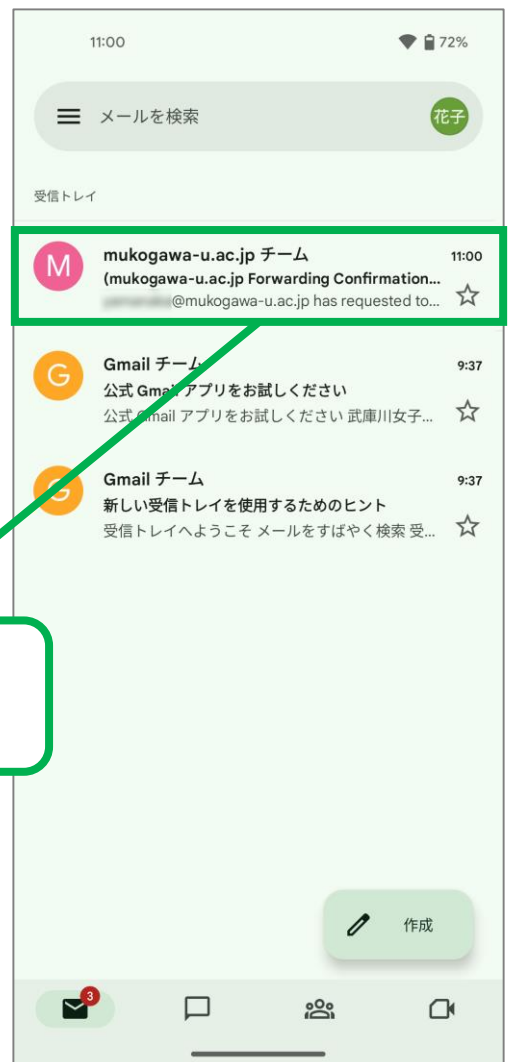 11:00 72%
メールを検索 花子
受信トレイ
M mukogawa-u.ac.jp チーム 11:00
(mukogawa-u.ac.jp Forwarding Confirmation...
@mukogawa-u.ac.jp has requested to...
G Gmail チーム 9:37
公式 Gmail アプリをお試しください
公式 Gmail アプリをお試しください 武庫川女子...
G Gmail チーム 9:37
新しい受信トレイを使用するためのヒント
受信トレイへようこそ メールをすばやく検索 受...
作成
3